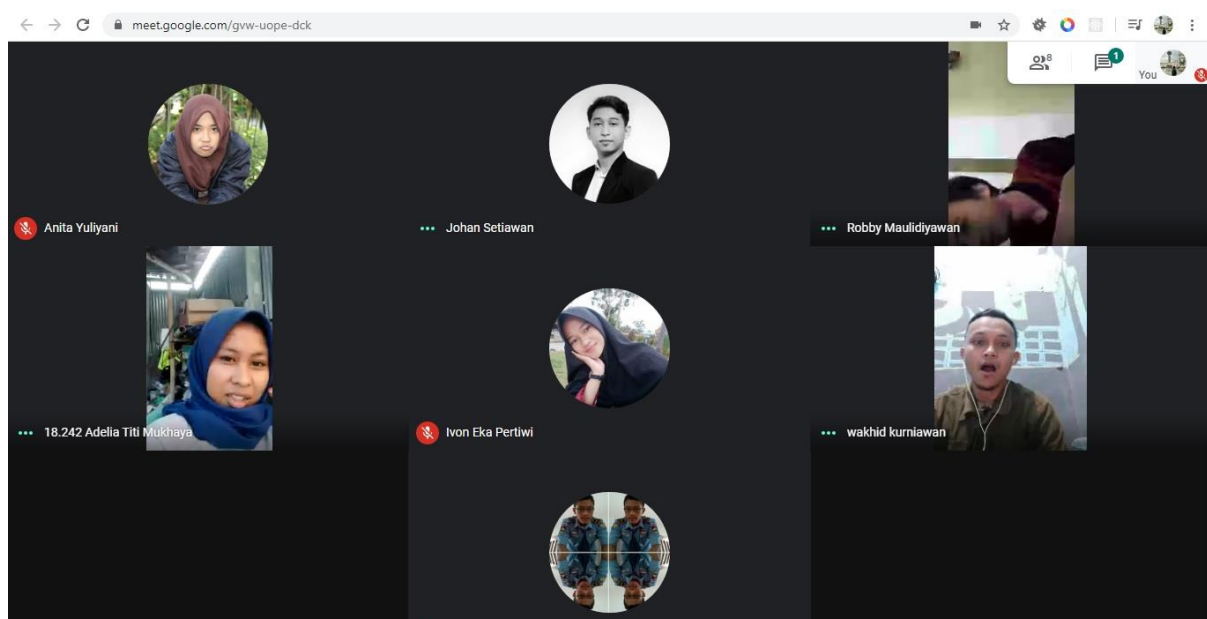 meet.google.com/gvw-uope-dck
8
1
You
Anita Yuliyani
Johan Setiawan
Robby Maulidiyawan
18.242 Adelia Titi Mukhaya
Ivon Eka Pertiwi
wakhid kurniawan